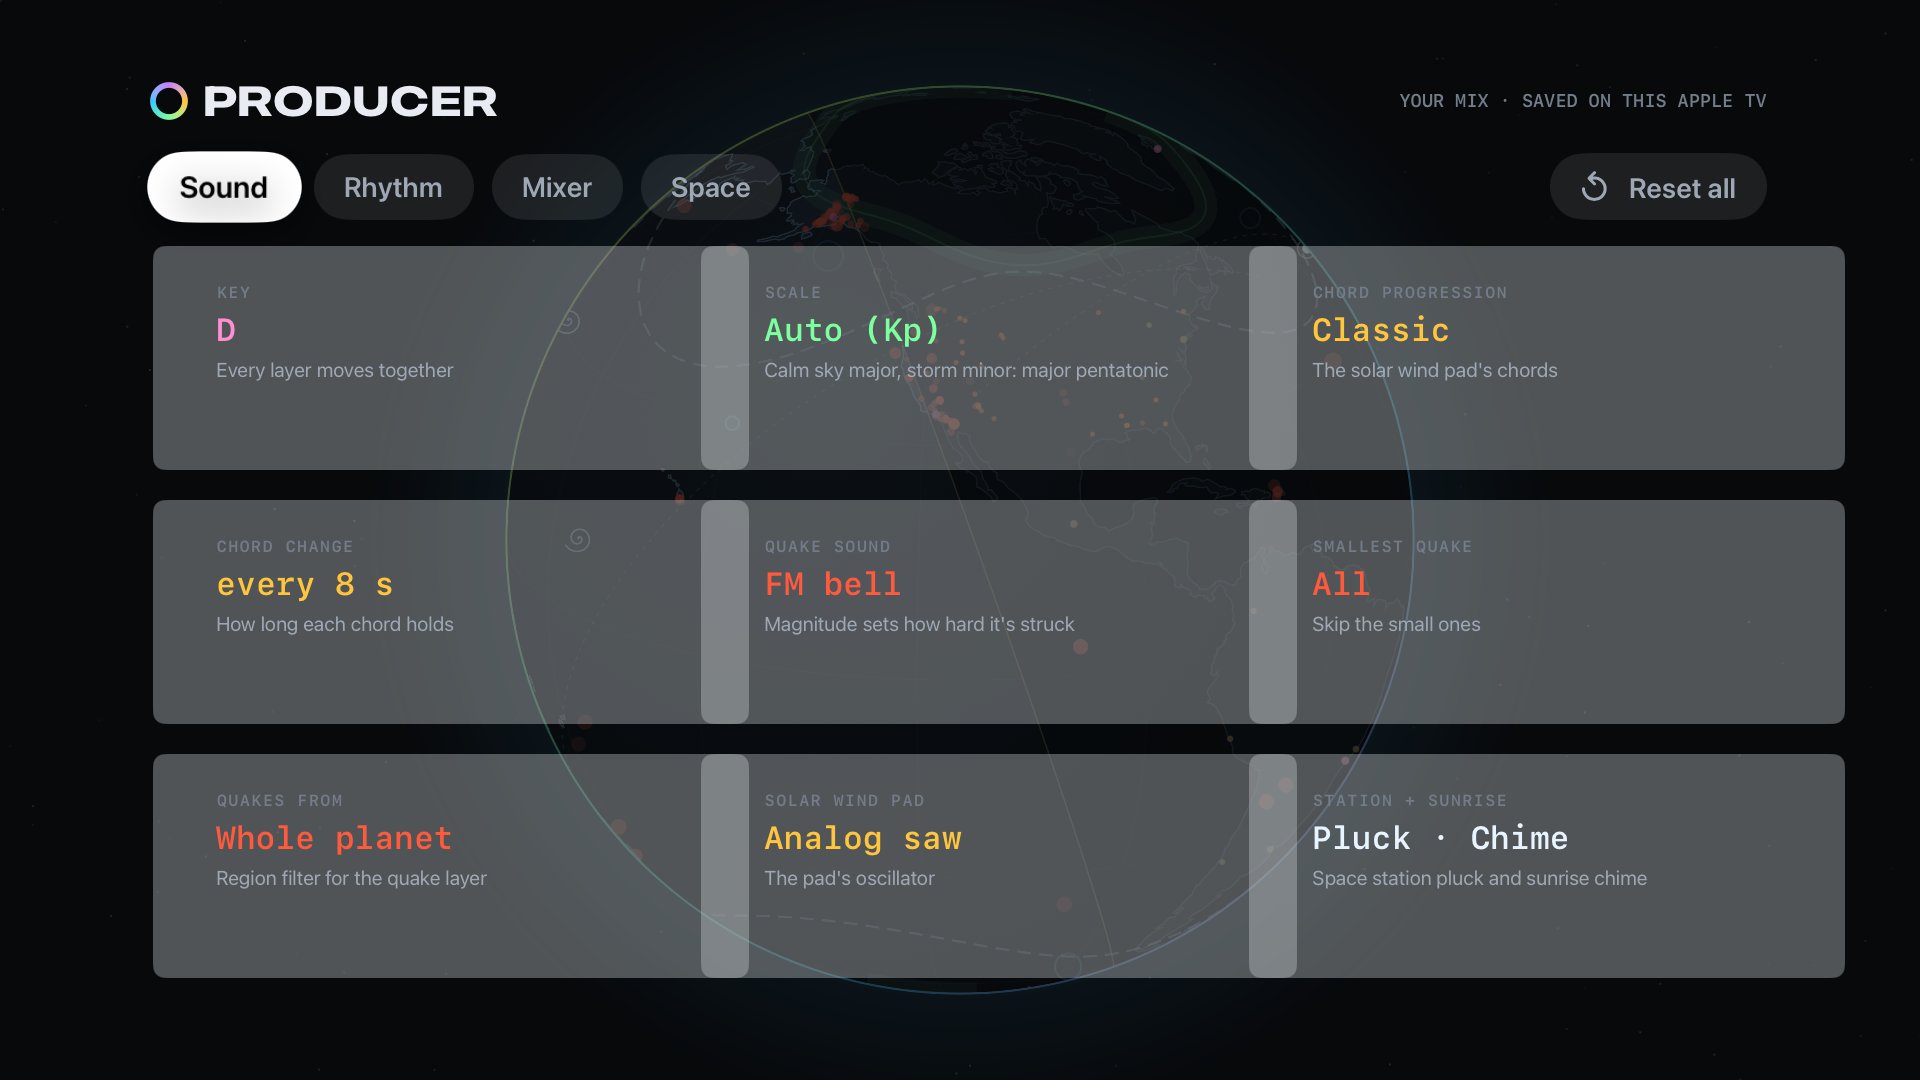 PRODUCER
YOUR MIX · SAVED ON THIS APPLE TV
Sound
Rhythm
Mixer
Space
Reset all
KEY
D
Every layer moves together
SCALE
Auto (Kp)
Calm sky major, storm minor: major pentatonic
CHORD PROGRESSION
Classic
The solar wind pad's chords
CHORD CHANGE
every 8 s
How long each chord holds
QUAKE SOUND
FM bell
Magnitude sets how hard it's struck
SMALLEST QUAKE
All
Skip the small ones
QUAKES FROM
Whole planet
Region filter for the quake layer
SOLAR WIND PAD
Analog saw
The pad's oscillator
STATION + SUNRISE
Pluck · Chime
Space station pluck and sunrise chime